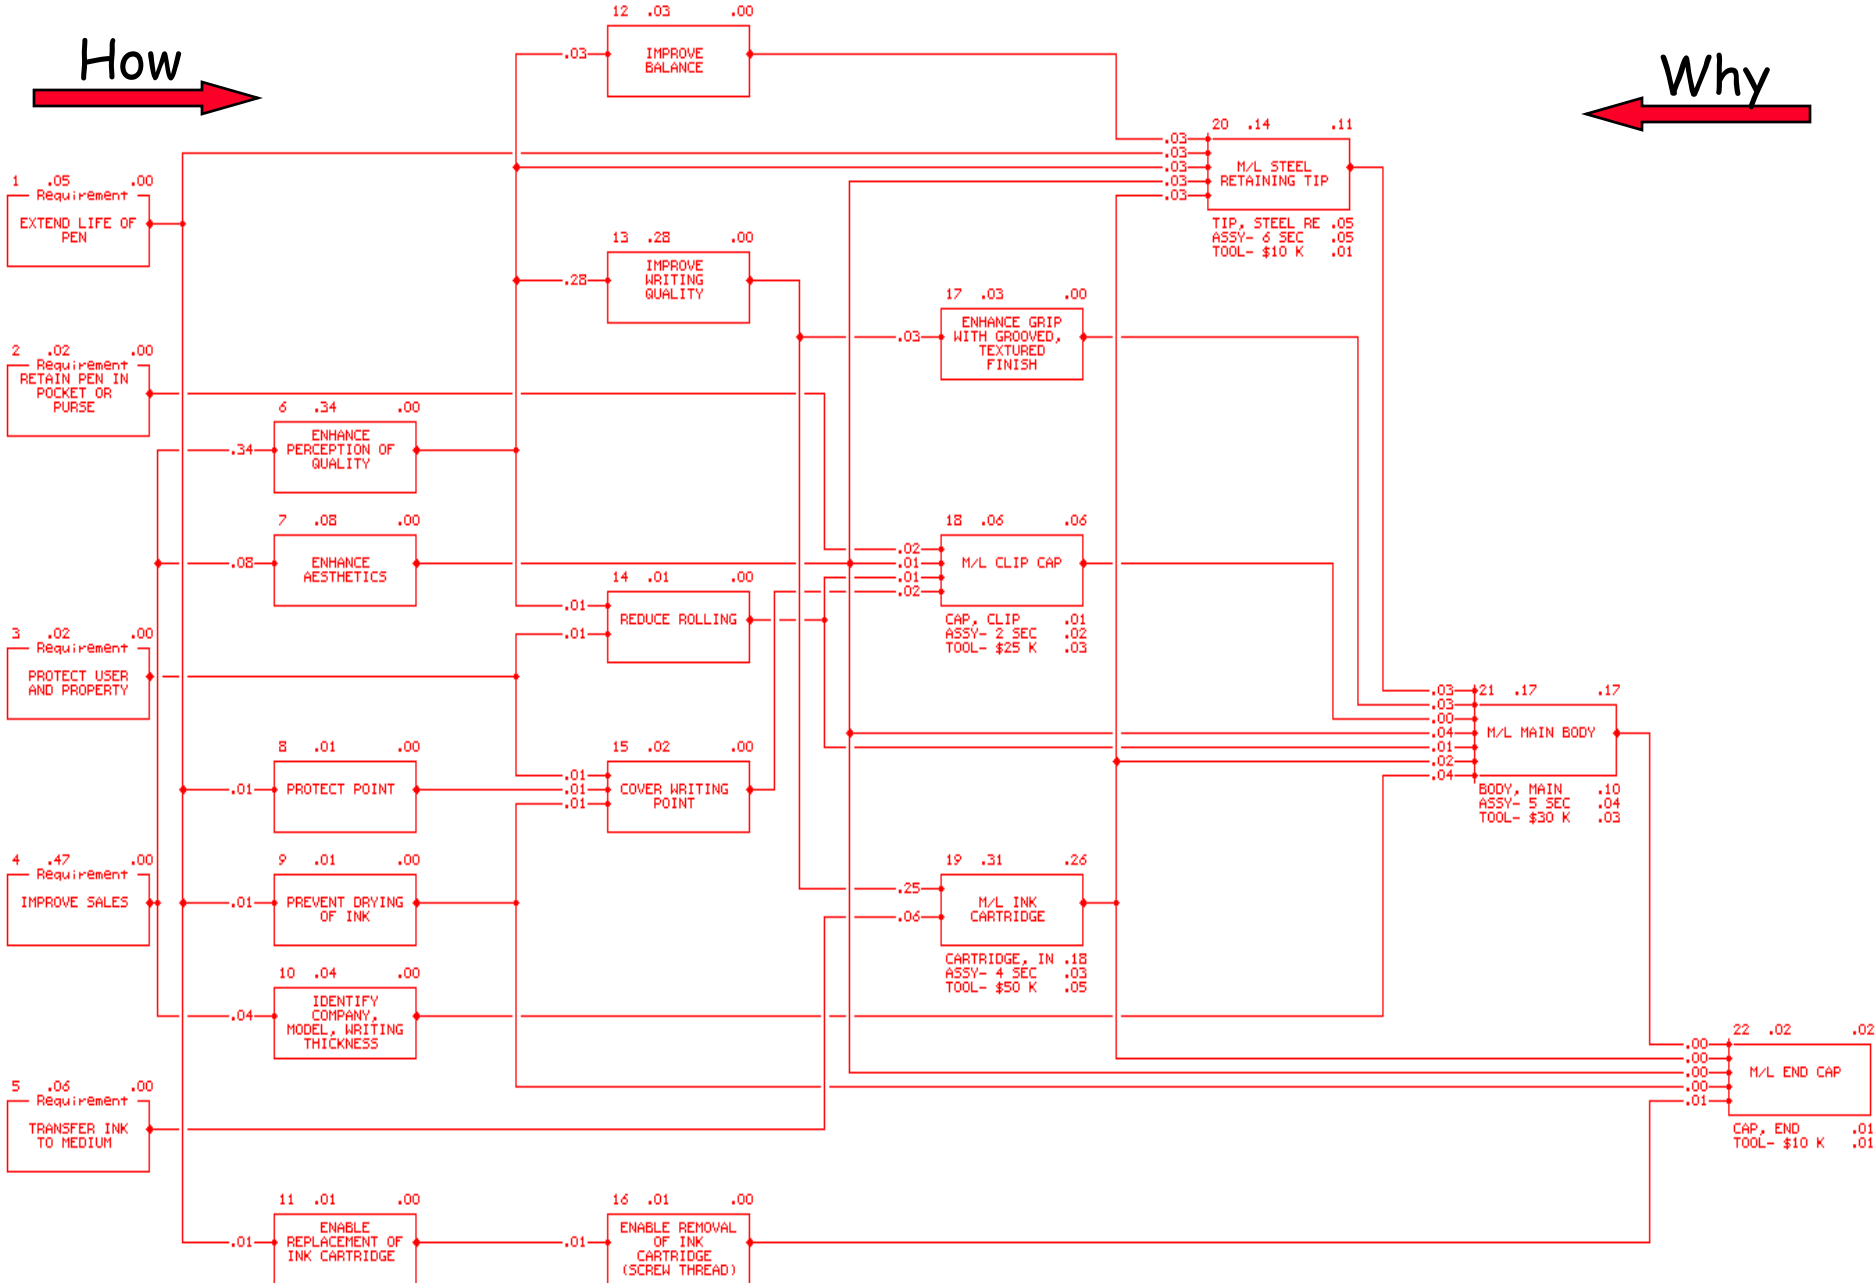 How
Why
12 .03 .00
.03
IMPROVE
BALANCE
20 .14 .11
.03
.03
.03
.03
.03
M/L STEEL
RETAINING TIP
TIP, STEEL RE .05
ASSY- 6 SEC .05
TOOL- $10 K .01
1 .05 .00
Requirement
EXTEND LIFE OF
PEN
13 .28 .00
.28
IMPROVE
WRITING
QUALITY
17 .03 .00
.03
ENHANCE GRIP
WITH GROOVED,
TEXTURED
FINISH
2 .02 .00
Requirement
RETAIN PEN IN
POCKET OR
PURSE
6 .34 .00
.34
ENHANCE
PERCEPTION OF
QUALITY
7 .08 .00
.08
ENHANCE
AESTHETICS
18 .06 .06
.02
.01
.01
.02
M/L CLIP CAP
CAP, CLIP .01
ASSY- 2 SEC .02
TOOL- $25 K .03
14 .01 .00
.01
.01
REDUCE ROLLING
3 .02 .00
Requirement
PROTECT USER
AND PROPERTY
21 .17 .17
.03
.03
.00
.04
.01
.02
.04
M/L MAIN BODY
BODY, MAIN .10
ASSY- 5 SEC .04
TOOL- $30 K .03
8 .01 .00
.01
PROTECT POINT
15 .02 .00
.01
.01
.01
COVER WRITING
POINT
4 .47 .00
Requirement
IMPROVE SALES
9 .01 .00
.01
PREVENT DRYING
OF INK
19 .31 .26
.25
.06
M/L INK
CARTRIDGE
CARTRIDGE, IN .18
ASSY- 4 SEC .03
TOOL- $50 K .05
10 .04 .00
.04
IDENTIFY
COMPANY,
MODEL, WRITING
THICKNESS
22 .02 .02
.00
.00
.00
.00
.01
M/L END CAP
CAP, END .01
TOOL- $10 K .01
5 .06 .00
Requirement
TRANSFER INK
TO MEDIUM
11 .01 .00
.01
ENABLE
REPLACEMENT OF
INK CARTRIDGE
16 .01 .00
.01
ENABLE REMOVAL
OF INK
CARTRIDGE
(SCREW THREAD)